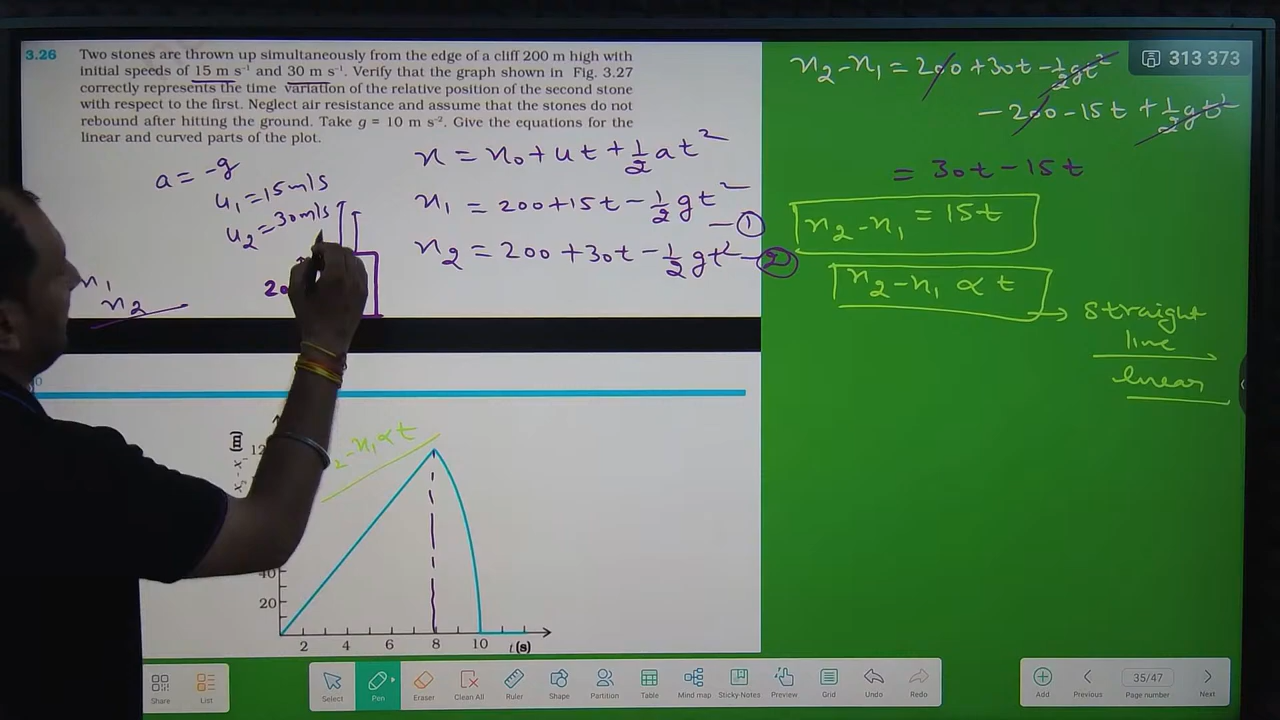 3.26 Two stones are thrown up simultaneously from the edge of a cliff 200 m high with
initial speeds of 15 m s⁻¹ and 30 m s⁻¹. Verify that the graph shown in Fig. 3.27
correctly represents the time variation of the relative position of the second stone
with respect to the first. Neglect air resistance and assume that the stones do not
rebound after hitting the ground. Take g = 10 m s⁻². Give the equations for the
linear and curved parts of the plot.
a = -g
u₁ = 15 m/s
u₂ = 30 m/s
x₁
x₂
x = x₀ + ut + ½at²
x₁ = 200 + 15t - ½gt² — ①
x₂ = 200 + 30t - ½gt² — ②
x₂ - x₁ = 200 + 30t - ½gt²
- 200 - 15t + ½gt²
= 30t - 15t
x₂ - x₁ = 15t
x₂ - x₁ ∝ t
→ straight
line
linear
313 373
(m)
x₂ - x₁
- x₁ ∝ t
40
20
2 4 6 8 10 t(s)
Share
List
Select
Pen
Eraser
Clean All
Ruler
Shape
Partition
Table
Mind map
Sticky-Notes
Preview
Grid
Undo
Redo
Add
Previous
35/47
Page number
Next